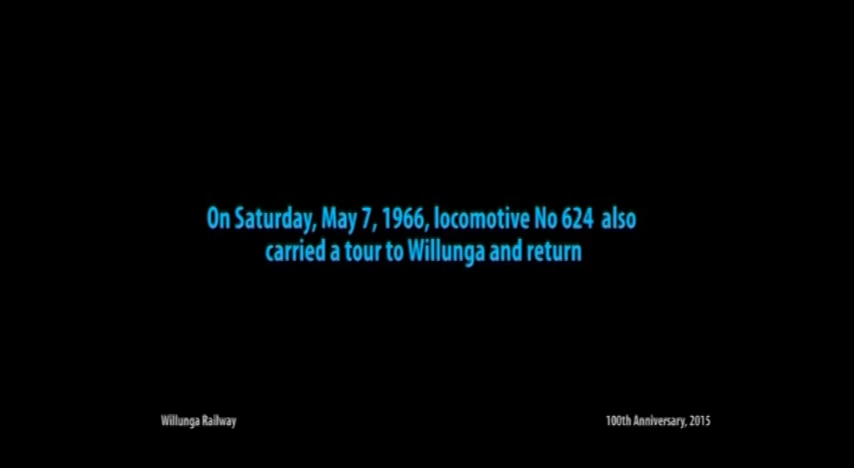 On Saturday, May 7, 1966, locomotive No 624 also
carried a tour to Willunga and return
Willunga Railway
100th Anniversary, 2015